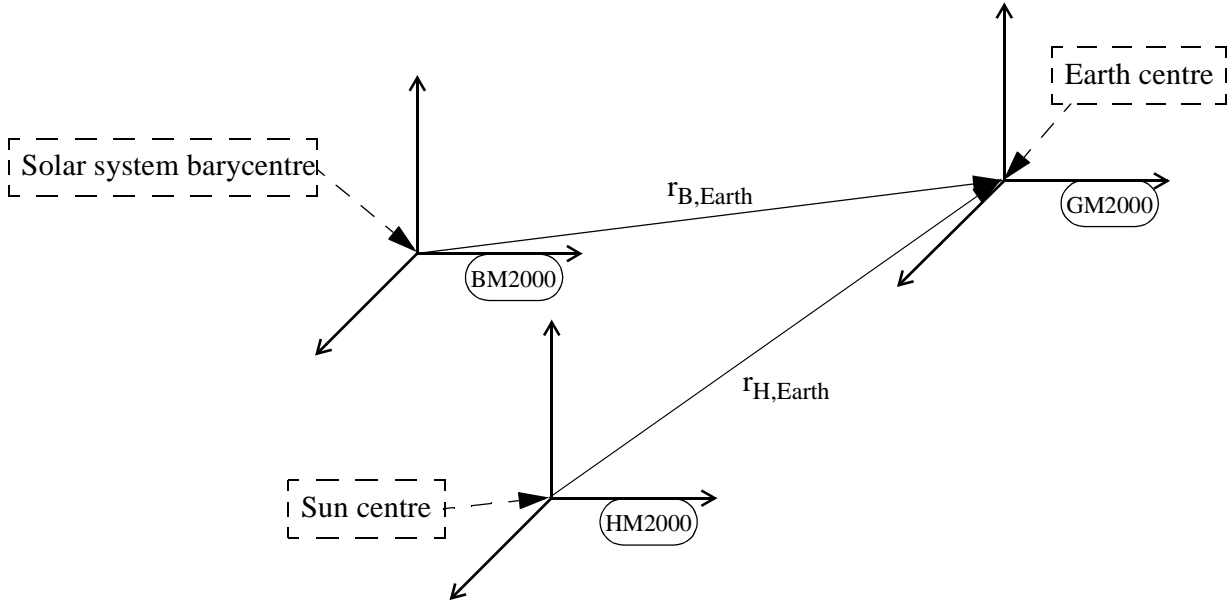 Earth centre
Solar system barycentre
r_B,Earth
GM2000
BM2000
r_H,Earth
Sun centre
HM2000